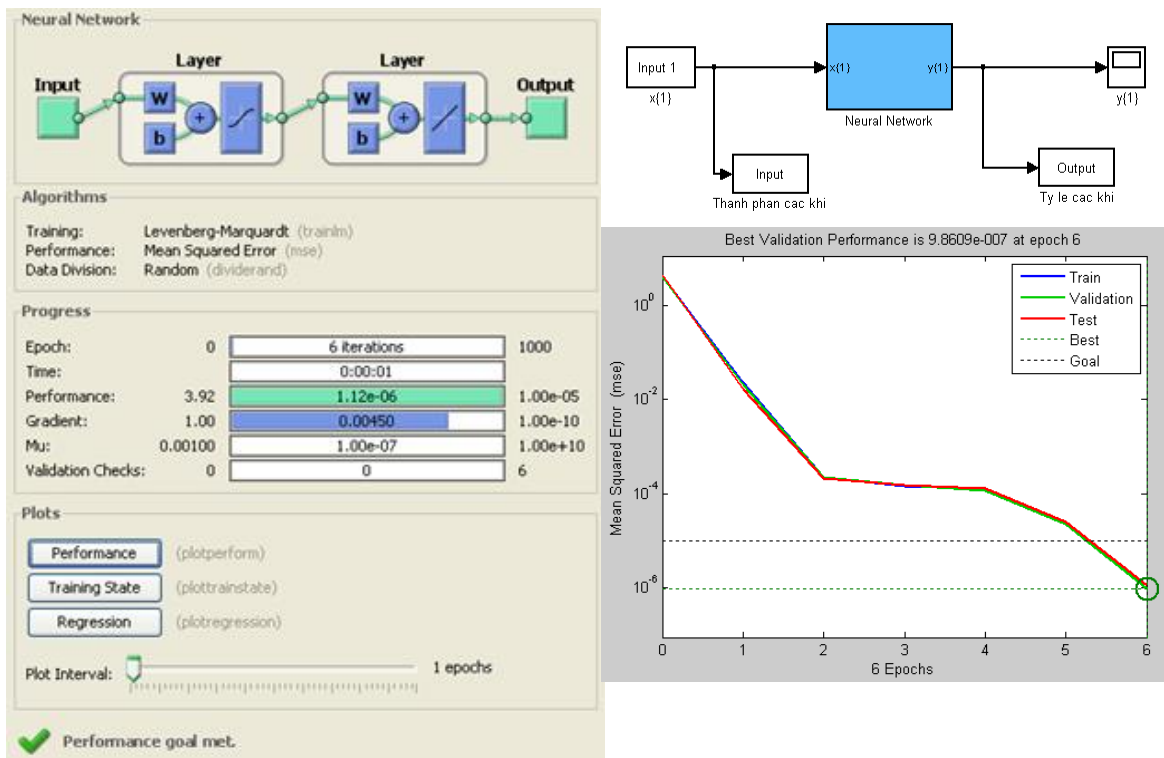 Neural Network
Layer
Layer
Input
Output
W
b
+
W
b
+
Algorithms
Training: Levenberg-Marquardt (trainlm)
Performance: Mean Squared Error (mse)
Data Division: Random (dividerand)
Progress
Epoch: 0 6 iterations 1000
Time: 0:00:01
Performance: 3.92 1.12e-06 1.00e-05
Gradient: 1.00 0.00450 1.00e-10
Mu: 0.00100 1.00e-07 1.00e+10
Validation Checks: 0 0 6
Plots
Performance (plotperform)
Training State (plottrainstate)
Regression (plotregression)
Plot Interval: 1 epochs
Performance goal met.
Input 1
x(1)
x(1) y(1)
Neural Network
y(1)
Input
Thanh phan cac khi
Output
Ty le cac khi
Best Validation Performance is 9.8609e-007 at epoch 6
Train
Validation
Test
Best
Goal
Mean Squared Error (mse)
10^0
10^-2
10^-4
10^-6
0 1 2 3 4 5 6
6 Epochs